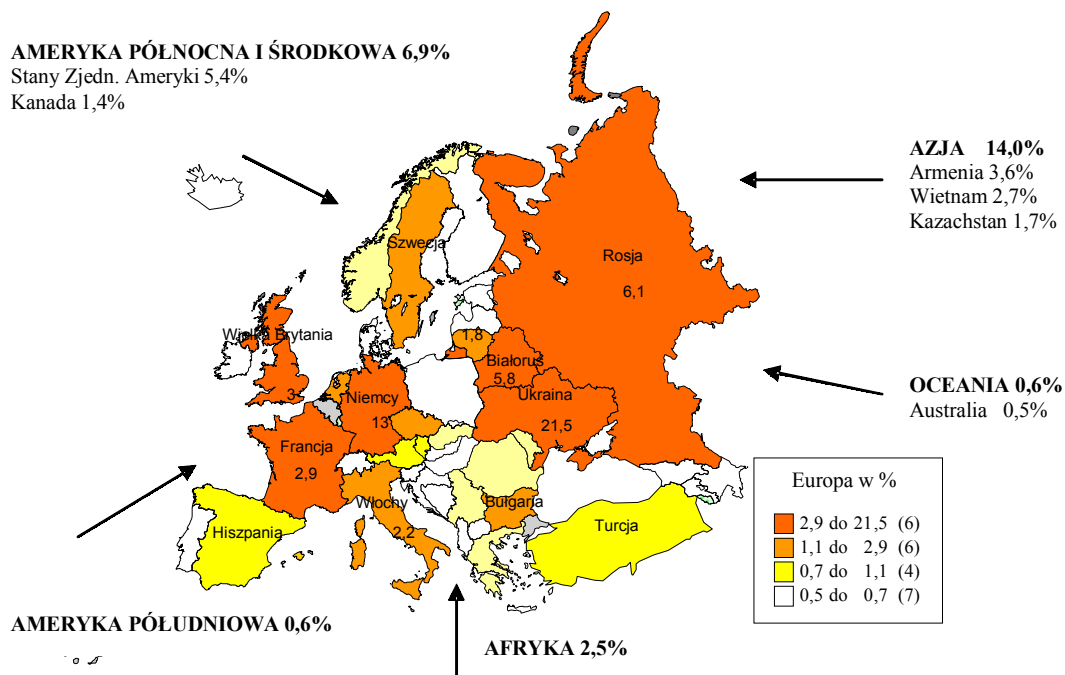 AMERYKA PÓŁNOCNA I ŚRODKOWA 6,9%
Stany Zjedn. Ameryki 5,4%
Kanada 1,4%
AZJA 14,0%
Armenia 3,6%
Wietnam 2,7%
Kazachstan 1,7%
Szwecja
Rosja
6,1
Wielka Brytania
3
1,8
Białoruś
5,8
Niemcy
13
Ukraina
21,5
OCEANIA 0,6%
Australia 0,5%
Francja
2,9
Włochy
2,2
Bułgaria
Hiszpania
Turcja
Europa w %
2,9 do 21,5 (6)
1,1 do 2,9 (6)
0,7 do 1,1 (4)
0,5 do 0,7 (7)
AMERYKA POŁUDNIOWA 0,6%
AFRYKA 2,5%